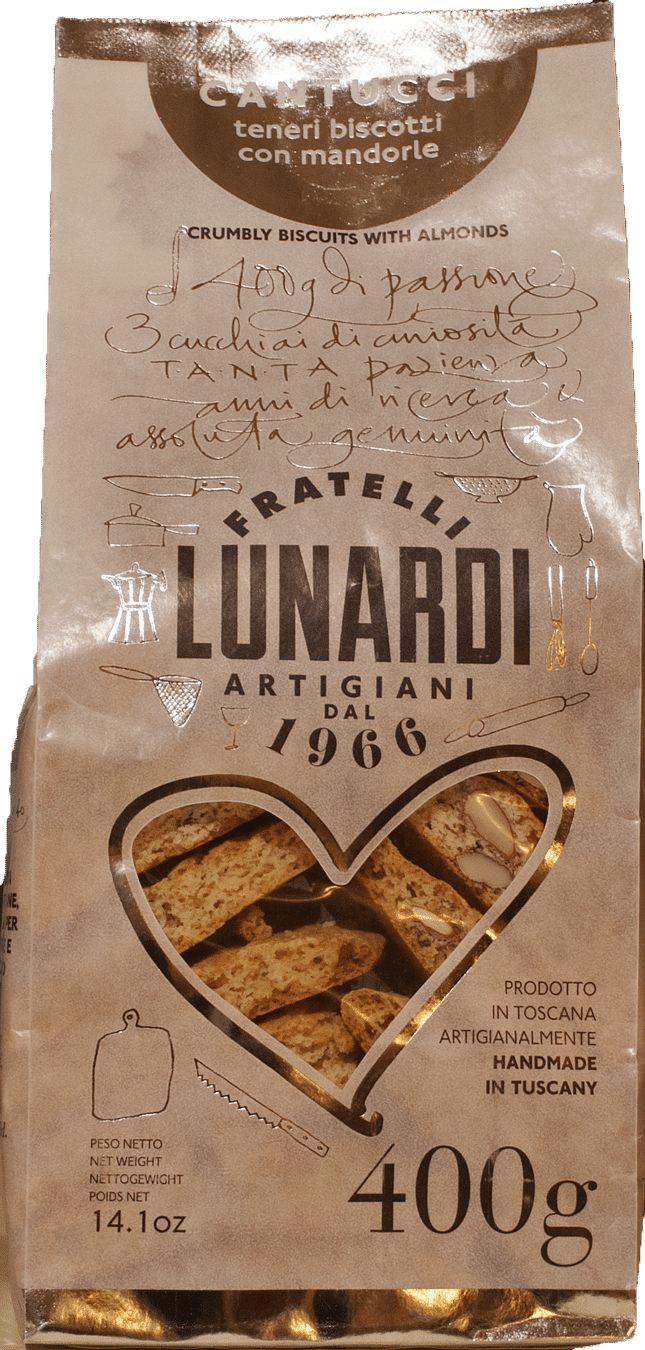 CANTUCCI
teneri biscotti
con mandorle
CRUMBLY BISCUITS WITH ALMONDS
400g di passione
3 cucchiai di curiosità
TANTA pazienza
anni di ricerca e
assoluta genuinità
FRATELLI
LUNARDI
ARTIGIANI
DAL
1966
PRODOTTO
IN TOSCANA
ARTIGIANALMENTE
HANDMADE
IN TUSCANY
PESO NETTO
NET WEIGHT
NETTOGEWIGHT
POIDS NET
14.1oz
400g